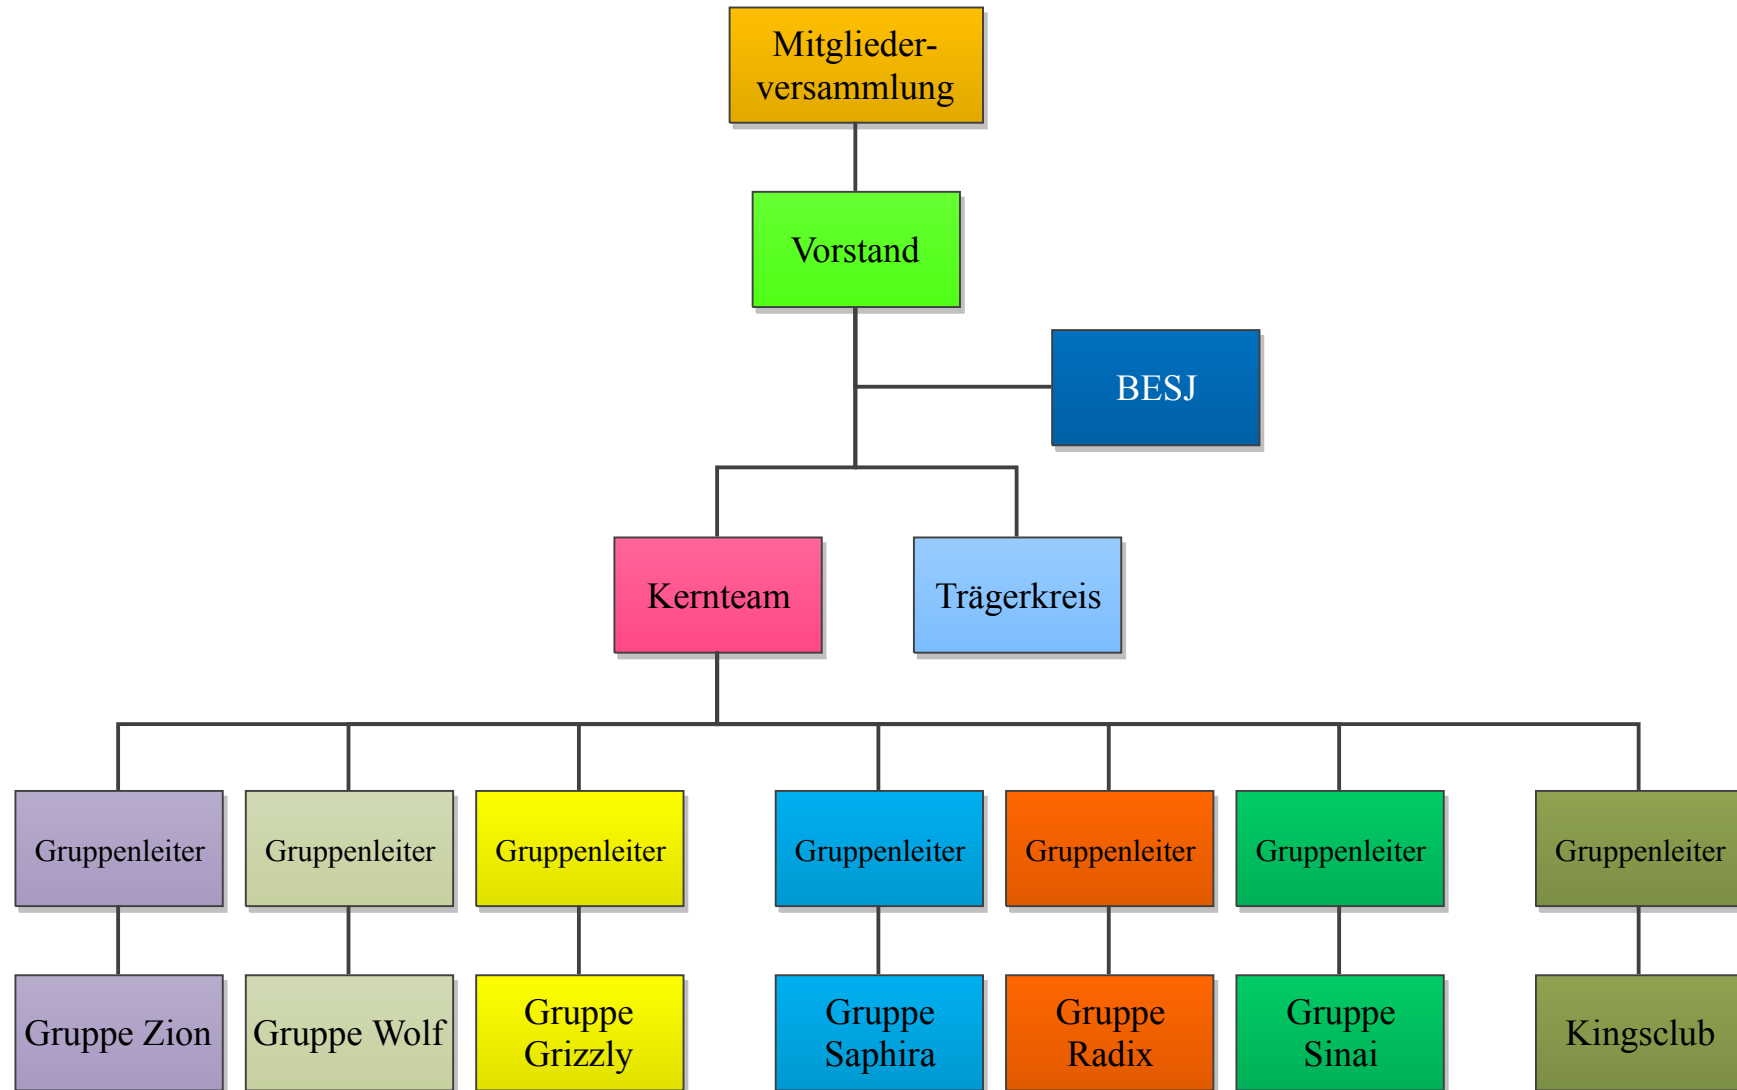 Mitglieder-
versammlung
Vorstand
BESJ
Kernteam
Trägerkreis
Gruppenleiter
Gruppenleiter
Gruppenleiter
Gruppenleiter
Gruppenleiter
Gruppenleiter
Gruppenleiter
Gruppe Zion
Gruppe Wolf
Gruppe
Grizzly
Gruppe
Saphira
Gruppe
Radix
Gruppe
Sinai
Kingsclub